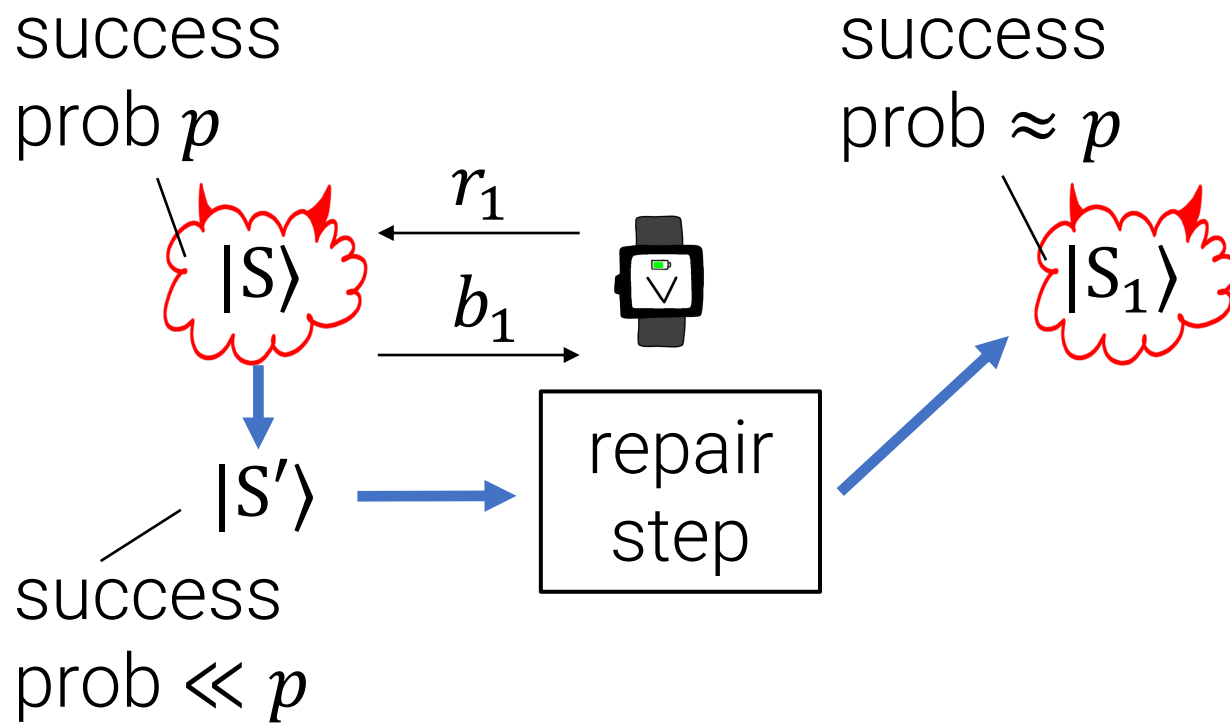 success
prob p
success
prob ≈ p
r₁
|S⟩
b₁
V
|S₁⟩
repair
step
|S′⟩
success
prob ≪ p